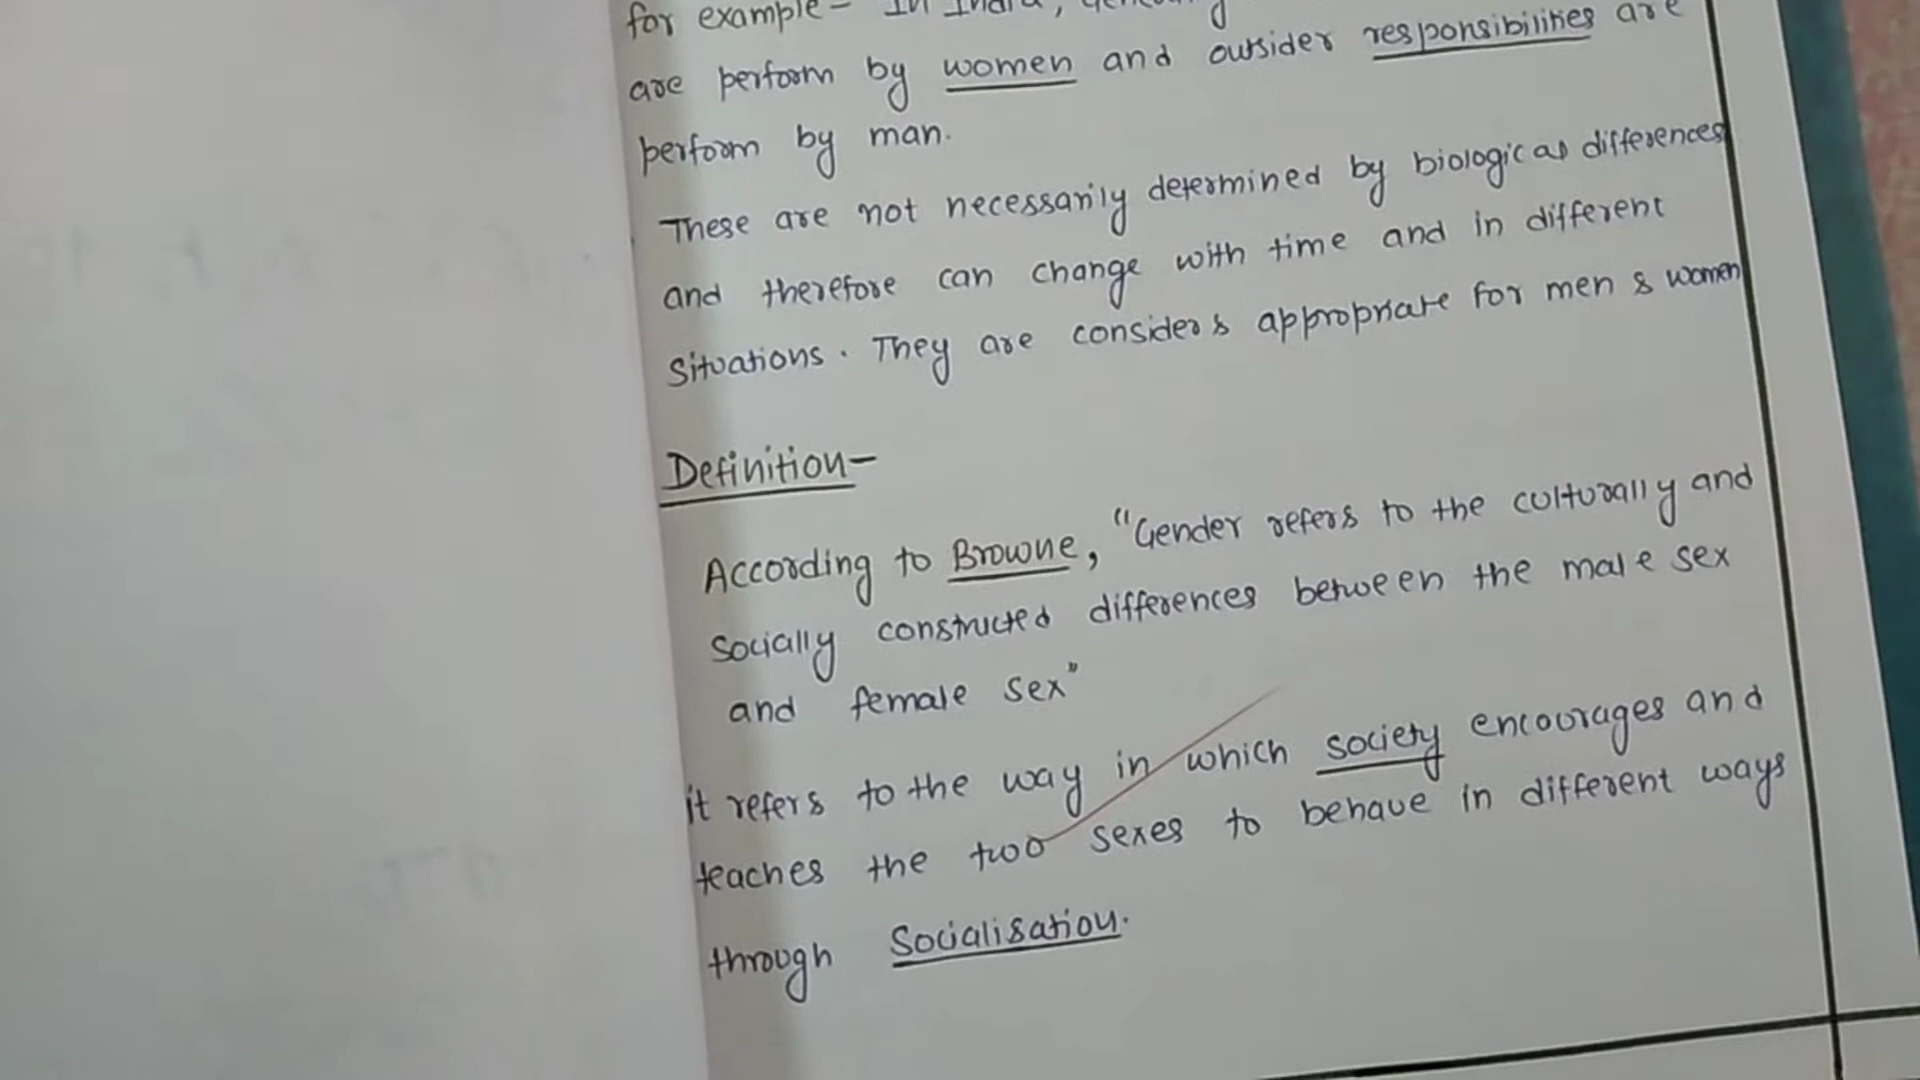 for example - In India,
are perform by women and outsider responsibilities are
perform by man.
These are not necessarily determined by biological differences
and therefore can change with time and in different
situations. They are considers appropriate for men & women
Definition-
According to Browne, "Gender refers to the culturally and
socially constructed differences between the male sex
and female sex"
it refers to the way in which society encourages and
teaches the two sexes to behave in different ways
through Socialisation.